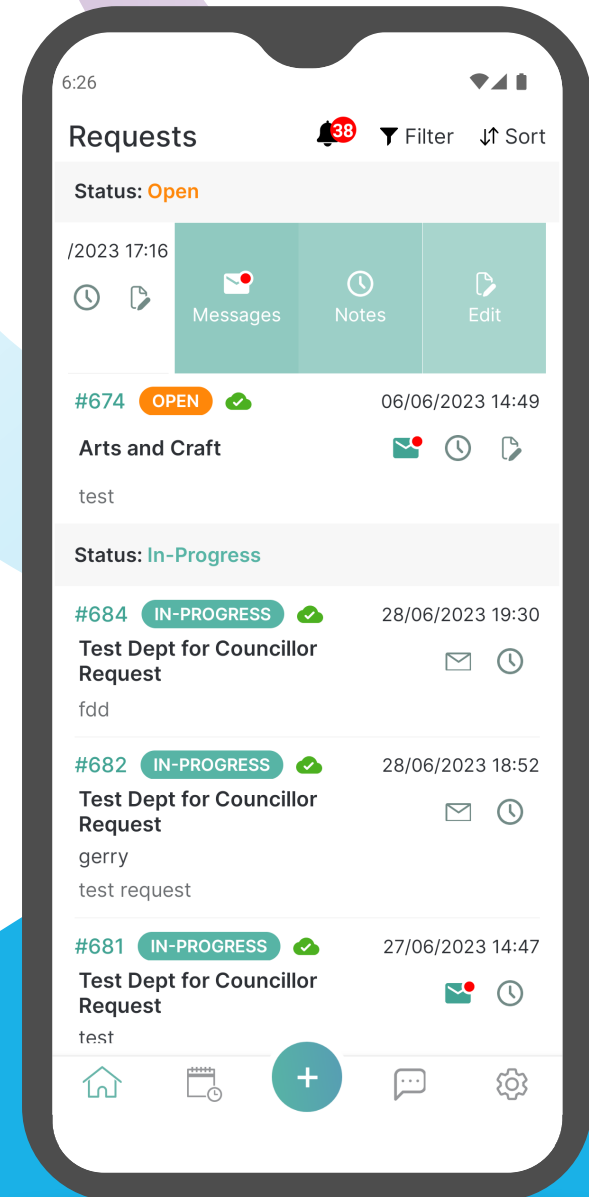 6:26
Requests 38 Filter Sort
Status: Open
/2023 17:16
Messages Notes Edit
#674 OPEN 06/06/2023 14:49
Arts and Craft
test
Status: In-Progress
#684 IN-PROGRESS 28/06/2023 19:30
Test Dept for Councillor
Request
fdd
#682 IN-PROGRESS 28/06/2023 18:52
Test Dept for Councillor
Request
gerry
test request
#681 IN-PROGRESS 27/06/2023 14:47
Test Dept for Councillor
Request
test